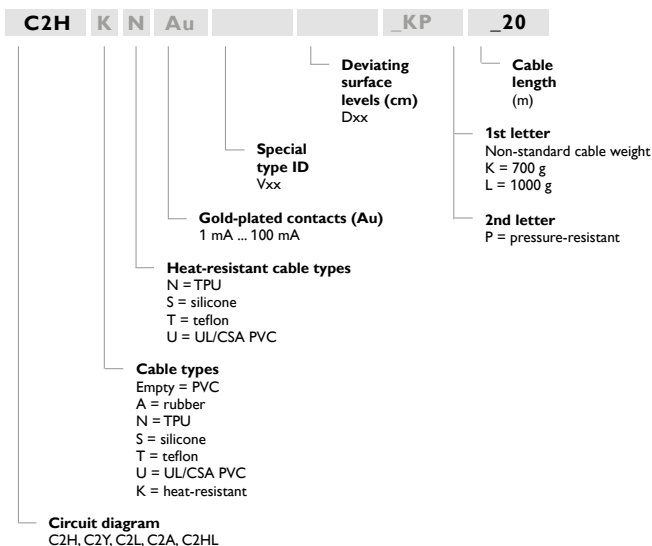 C2H K N Au _KP _20
Deviating
surface
levels (cm)
Dxx
Cable
length
(m)
1st letter
Non-standard cable weight
K = 700 g
L = 1000 g
Special
type ID
Vxx
2nd letter
P = pressure-resistant
Gold-plated contacts (Au)
1 mA ... 100 mA
Heat-resistant cable types
N = TPU
S = silicone
T = teflon
U = UL/CSA PVC
Cable types
Empty = PVC
A = rubber
N = TPU
S = silicone
T = teflon
U = UL/CSA PVC
K = heat-resistant
Circuit diagram
C2H, C2Y, C2L, C2A, C2HL